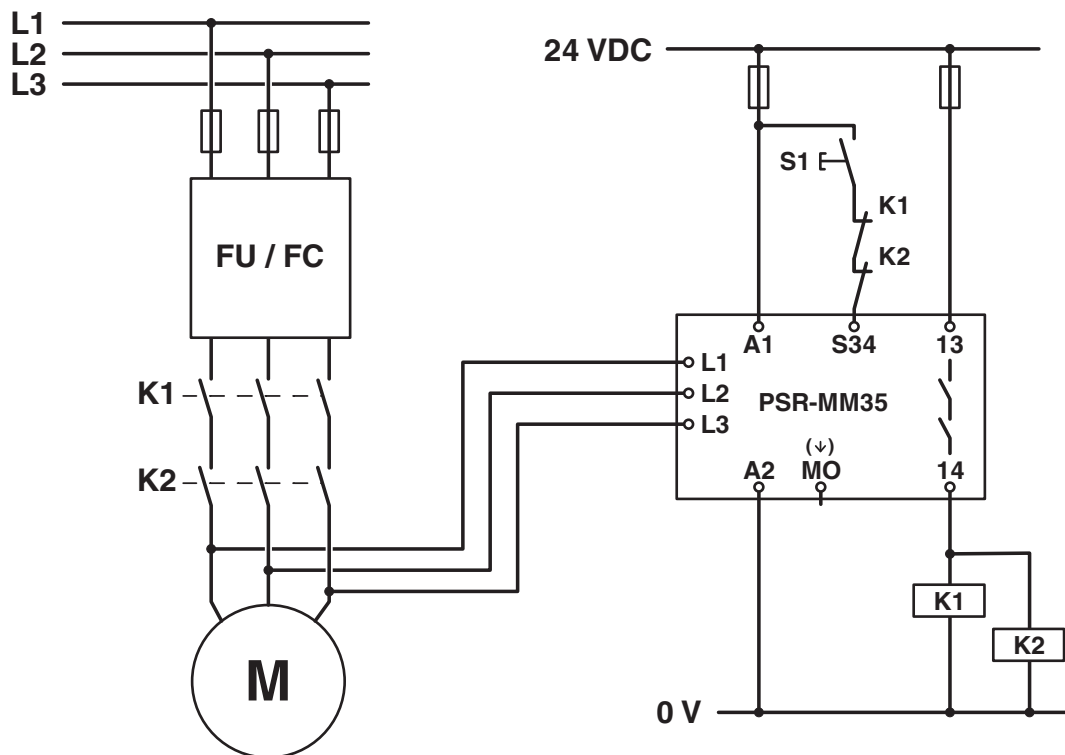 L1
L2
L3
24 VDC
S1
K1
K2
FU / FC
A1
S34
13
L1
L2
L3
PSR-MM35
K1
K2
(↓)
A2
MO
14
K1
K2
M
0 V